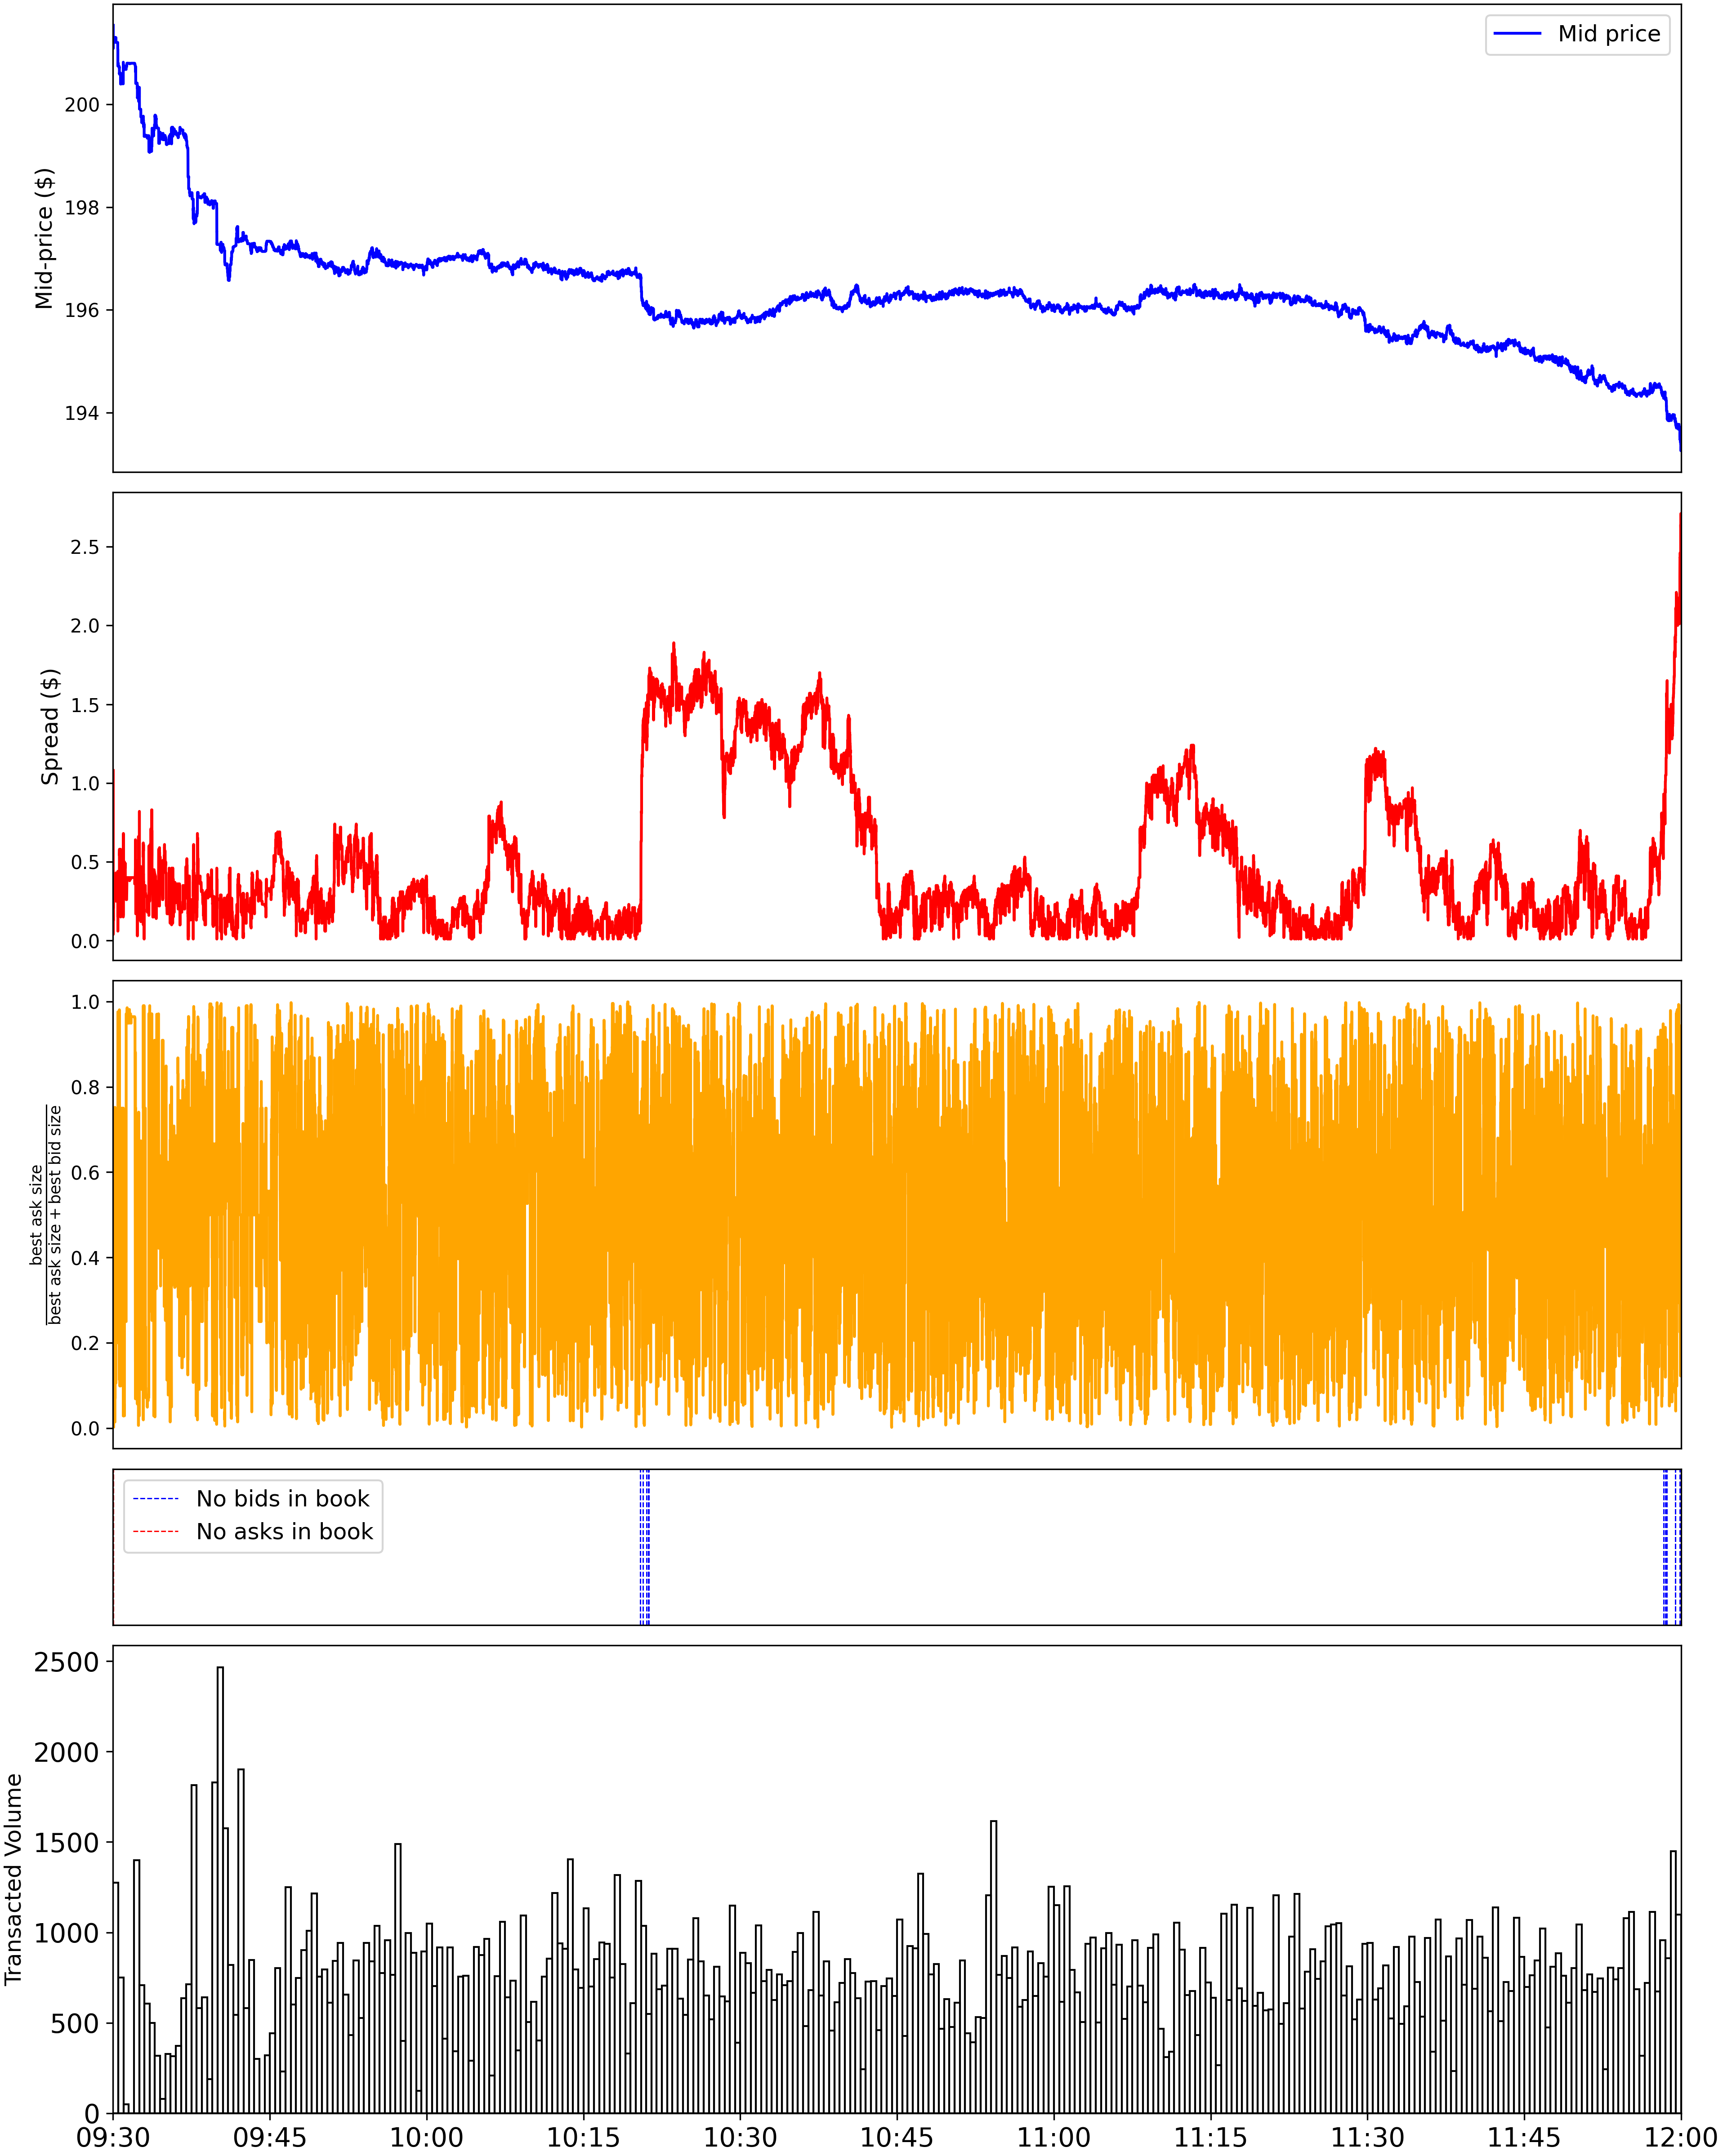 Mid price
Mid-price ($)
200
198
196
194
Spread ($)
2.5
2.0
1.5
1.0
0.5
0.0
best ask size
best ask size + best bid size
1.0
0.8
0.6
0.4
0.2
0.0
No bids in book
No asks in book
Transacted Volume
2500
2000
1500
1000
500
0
09:30 09:45 10:00 10:15 10:30 10:45 11:00 11:15 11:30 11:45 12:00